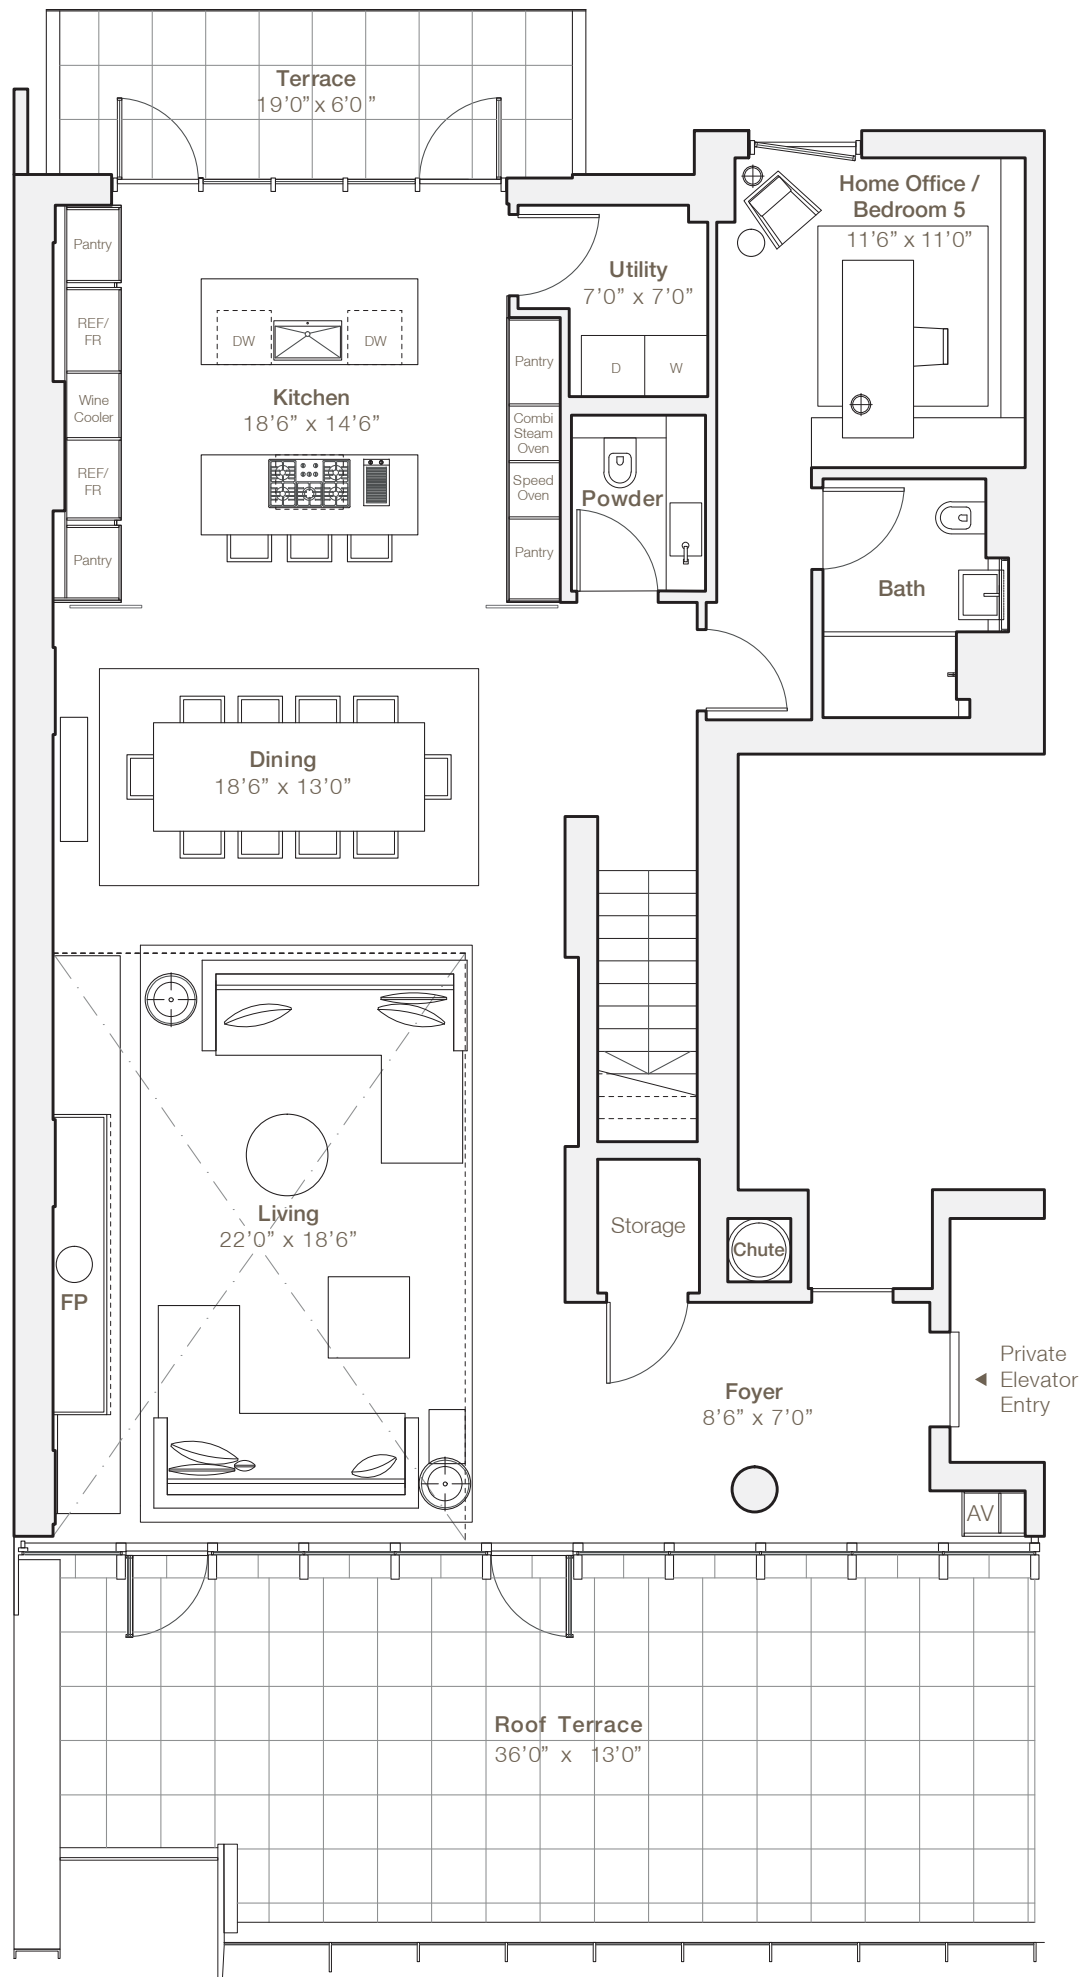 Terrace
19’0” x 6’0”
Home Office /
Bedroom 5
11’6” x 11’0”
Pantry
Utility
7’0” x 7’0”
REF/
FR
DW
DW
Pantry
D
W
Kitchen
18’6” x 14’6”
Wine
Cooler
Combi
Steam
Oven
REF/
FR
Speed
Oven
Powder
Pantry
Pantry
Bath
Dining
18’6” x 13’0”
Living
22’0” x 18’6”
Storage
Chute
FP
Private
Elevator
Entry
Foyer
8’6” x 7’0”
AV
Roof Terrace
36’0” x 13’0”